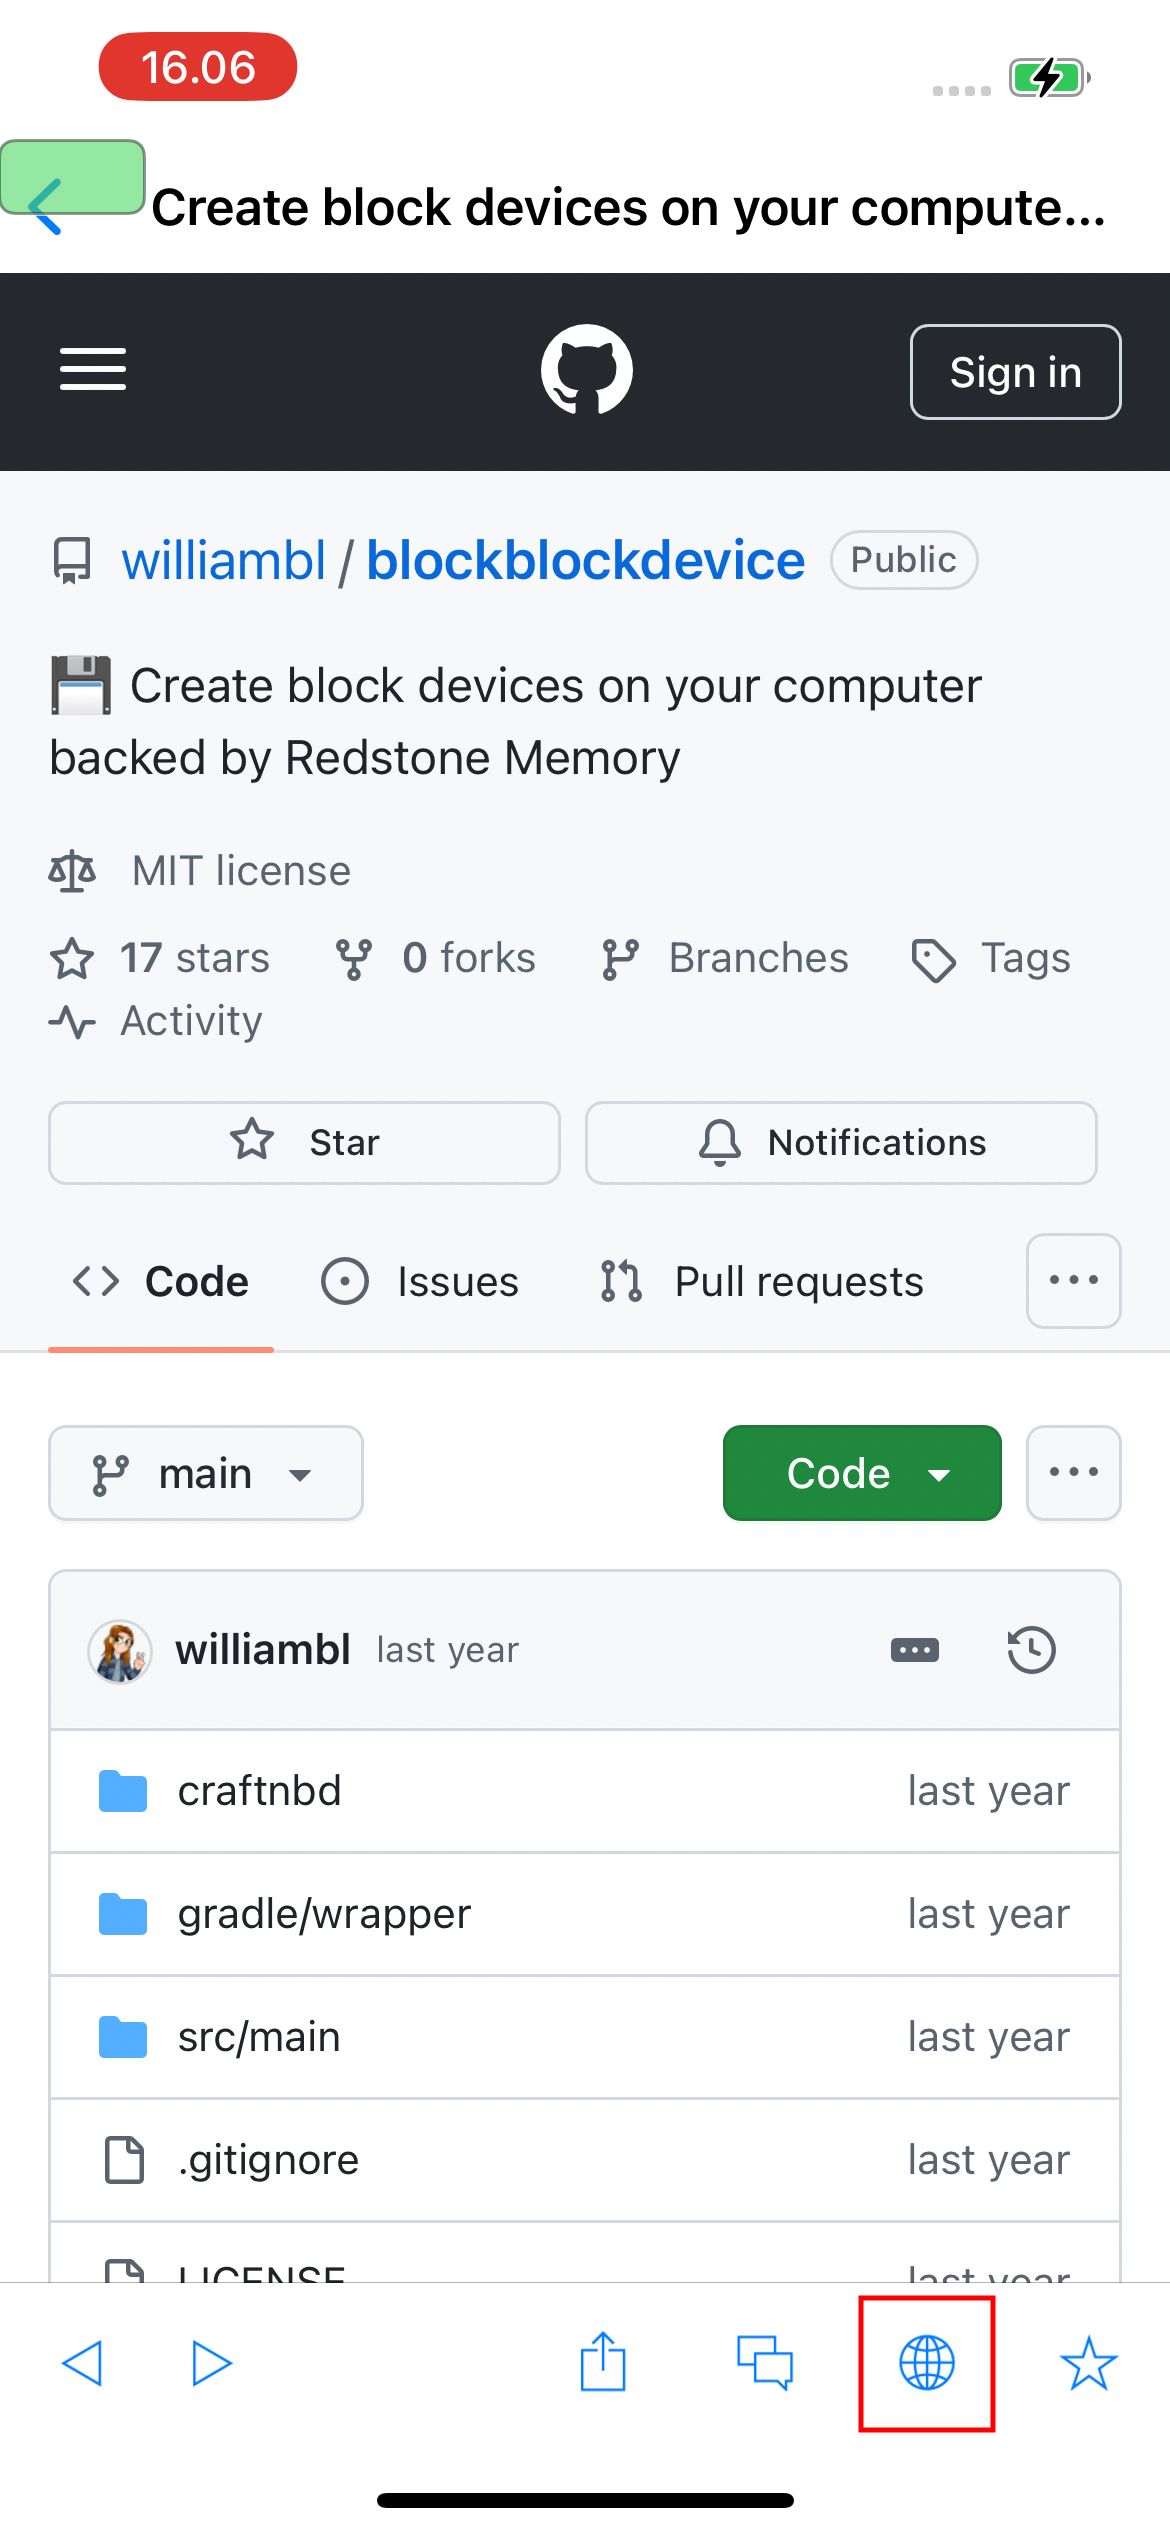 16.06
Create block devices on your compute...
Sign in
williambl / blockblockdevice Public
💾 Create block devices on your computer
backed by Redstone Memory
MIT license
17 stars 0 forks Branches Tags
Activity
Star Notifications
Code Issues Pull requests
main Code
williambl last year
craftnbd last year
gradle/wrapper last year
src/main last year
.gitignore last year
LICENSE last year